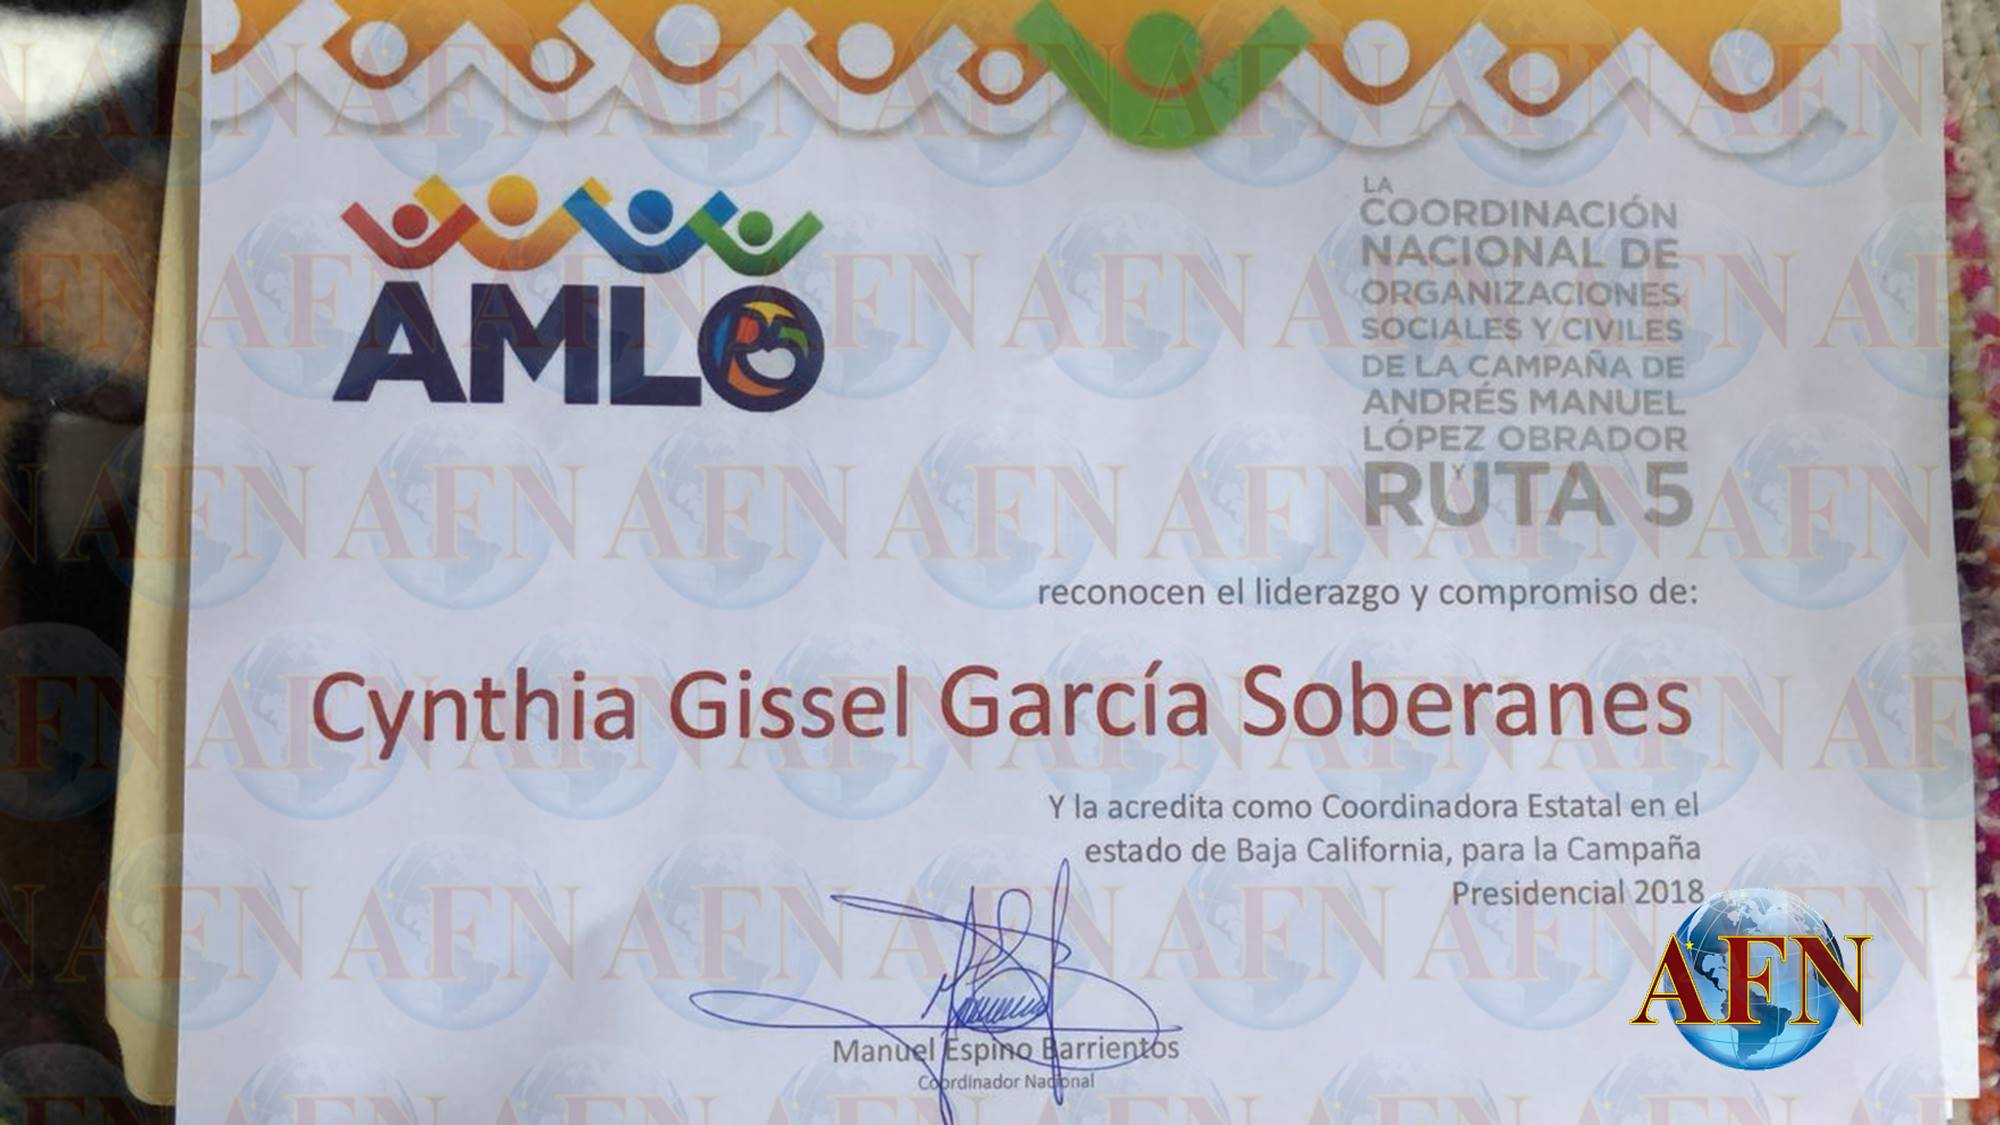 AMLO
R5
LA
COORDINACIÓN
NACIONAL DE
ORGANIZACIONES
SOCIALES Y CIVILES
DE LA CAMPAÑA DE
ANDRÉS MANUEL
LÓPEZ OBRADOR
Y
RUTA 5
reconocen el liderazgo y compromiso de:
Cynthia Gissel García Soberanes
Y la acredita como Coordinadora Estatal en el
estado de Baja California, para la Campaña
Presidencial 2018
Manuel Espino Barrientos
Coordinador Nacional
AFN